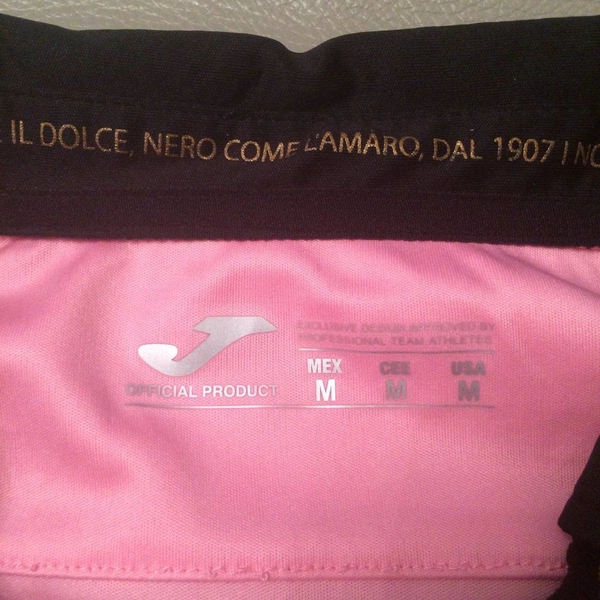 IL DOLCE, NERO COME L'AMARO, DAL 1907 | NO
EXCLUSIVE DESIGN APPROVED BY
PROFESSIONAL TEAM ATHLETES
MEX CEE USA
M M M
OFFICIAL PRODUCT